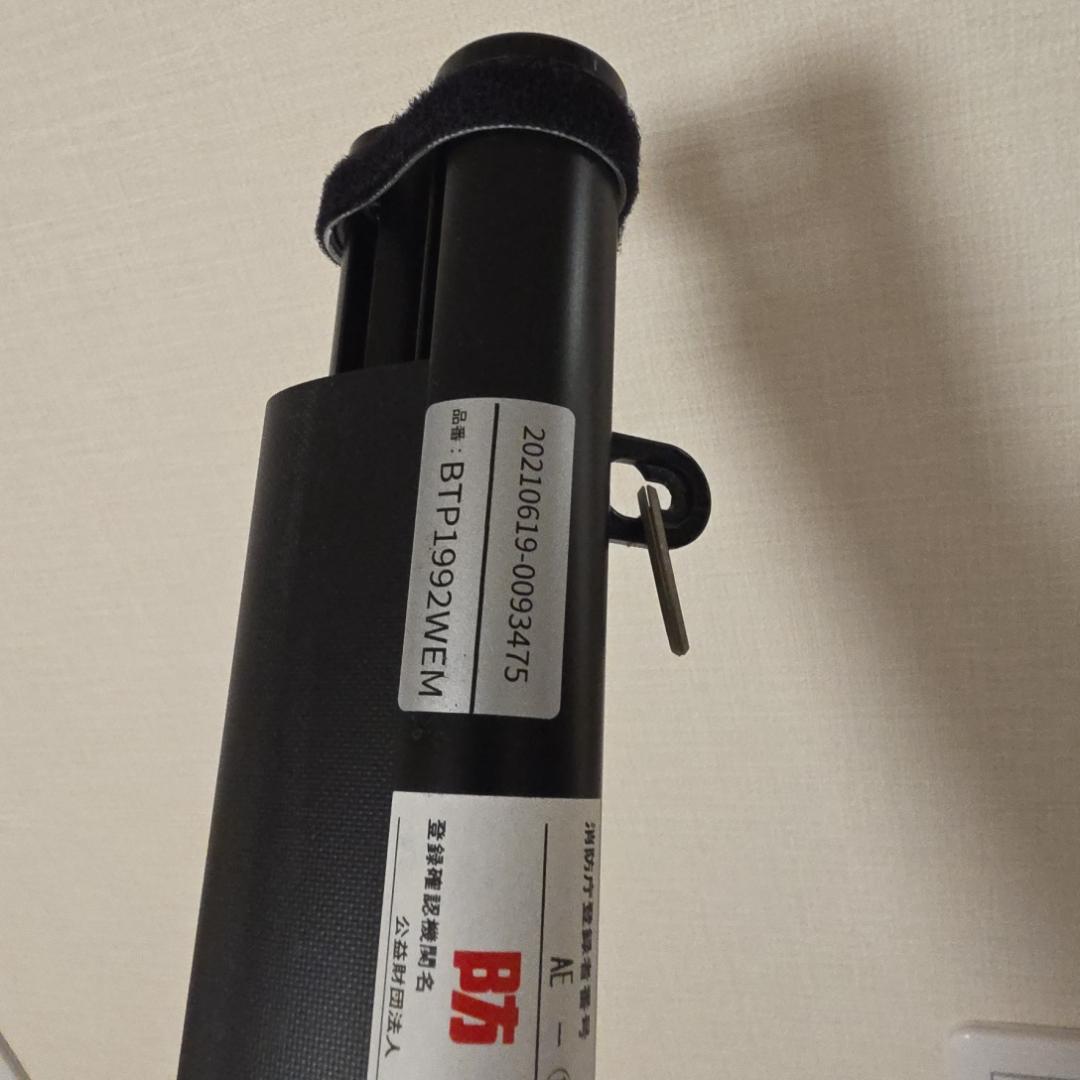 20210619-0093475
品番：BTP1992WEM
消防庁登録者番号
AE －
防
登録確認機関名
公益財団法人